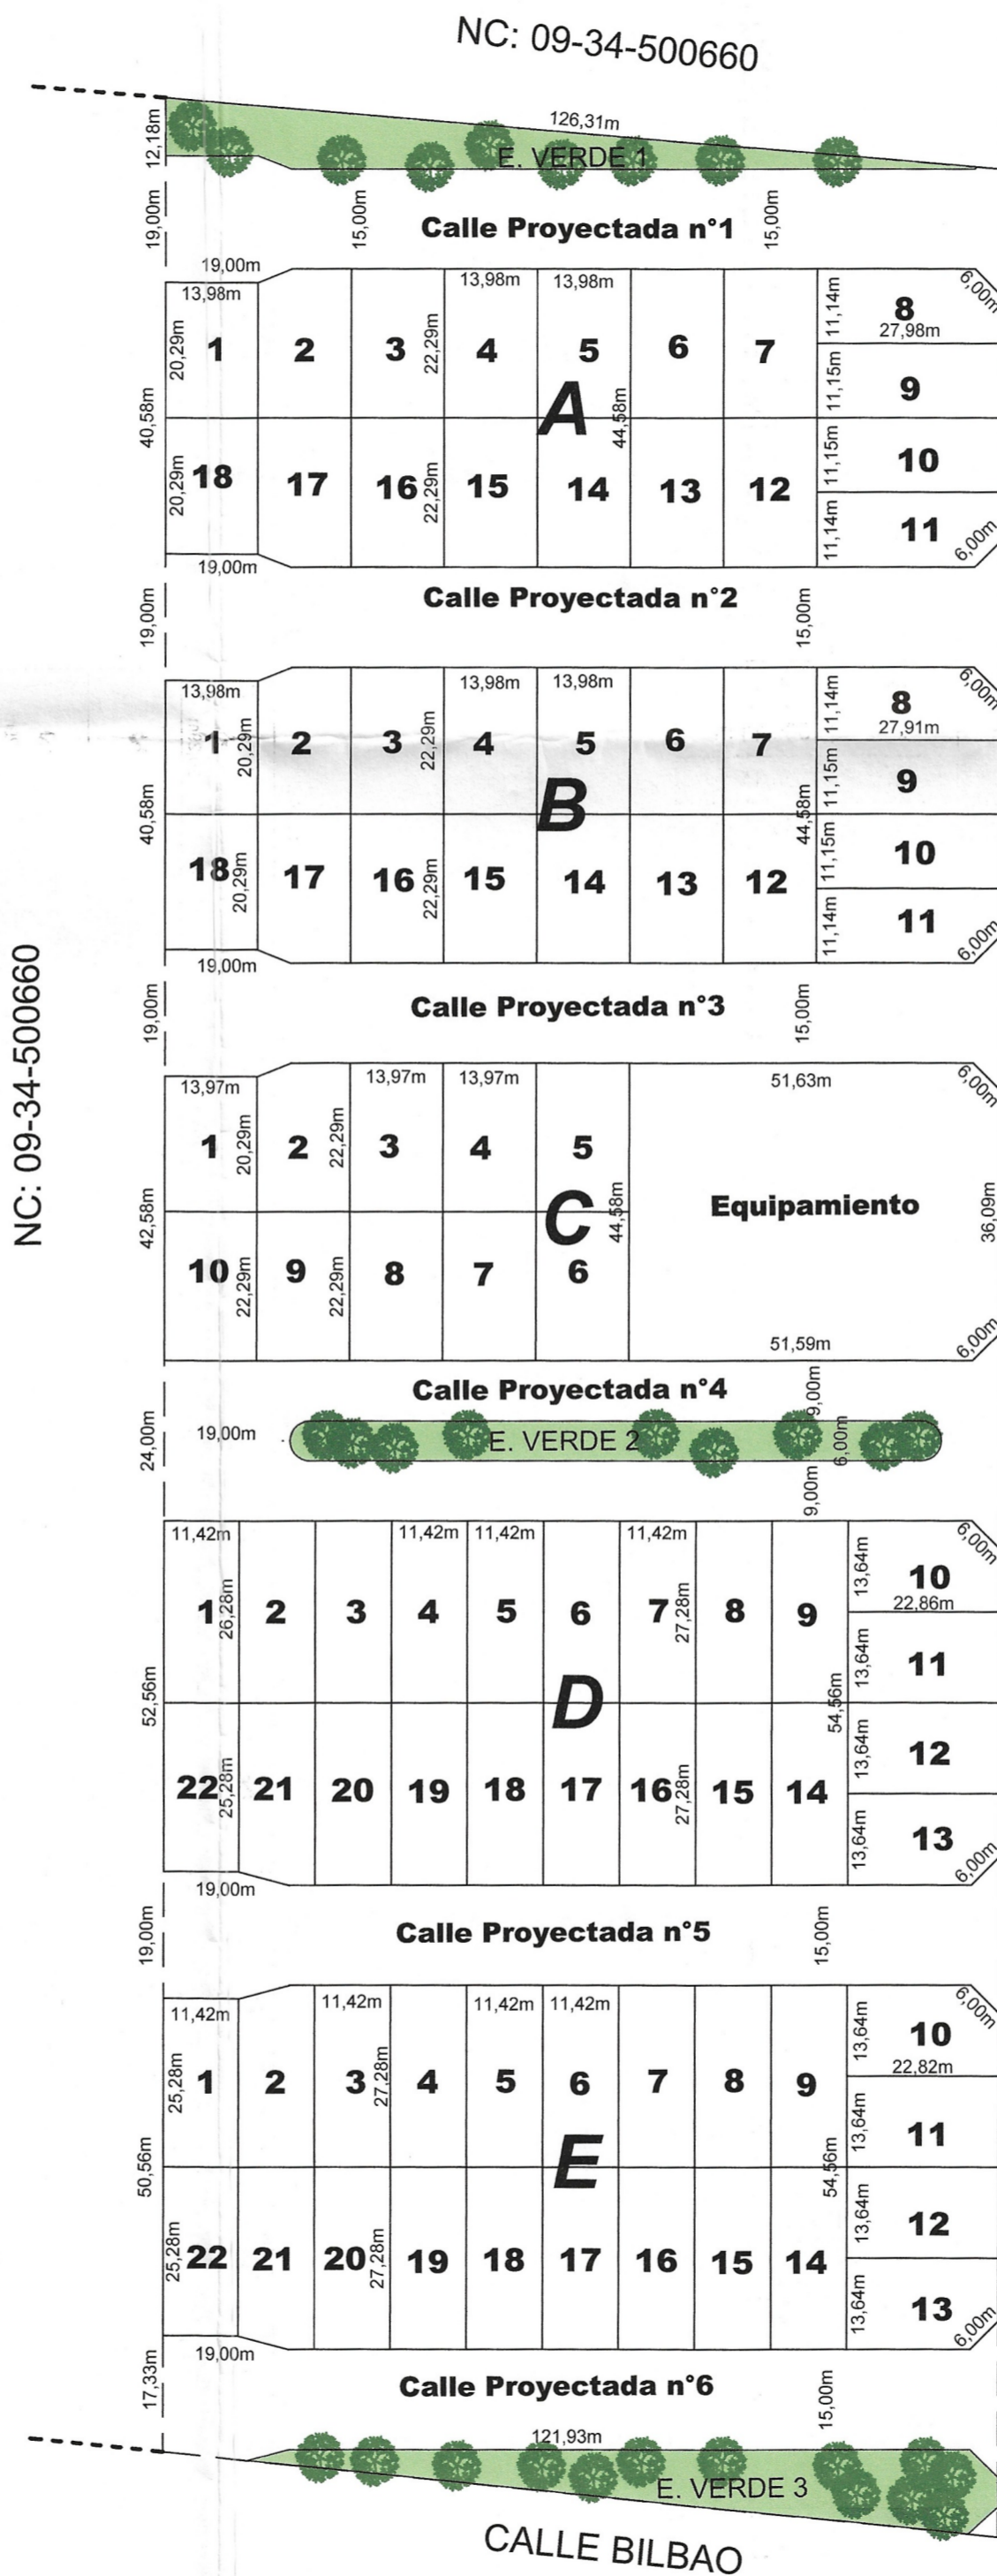 NC: 09-34-500660
12,18m
126,31m
E. VERDE 1
19,00m
15,00m
Calle Proyectada n°1
15,00m
19,00m
13,98m
13,98m
13,98m
6,00m
20,29m
1
2
3
22,29m
4
5
6
7
11,14m
8
27,98m
11,15m
9
40,58m
A
44,58m
20,29m
18
17
16
22,29m
15
14
13
12
11,15m
10
11,14m
11
6,00m
19,00m
19,00m
Calle Proyectada n°2
15,00m
13,98m
13,98m
13,98m
6,00m
1
20,29m
2
3
22,29m
4
5
6
7
11,14m
8
27,91m
11,15m
9
40,58m
B
44,58m
18
20,29m
17
16
22,29m
15
14
13
12
11,15m
10
11,14m
11
6,00m
19,00m
NC: 09-34-500660
19,00m
Calle Proyectada n°3
15,00m
13,97m
13,97m
13,97m
51,63m
6,00m
1
20,29m
2
22,29m
3
4
5
42,58m
C
44,58m
Equipamiento
36,09m
10
22,29m
9
22,29m
8
7
6
51,59m
6,00m
Calle Proyectada n°4
9,00m
24,00m
19,00m
E. VERDE 2
6,00m
9,00m
11,42m
11,42m
11,42m
11,42m
6,00m
1
26,28m
2
3
4
5
6
7
27,28m
8
9
13,64m
10
22,86m
13,64m
11
52,56m
D
54,56m
22
25,28m
21
20
19
18
17
16
27,28m
15
14
13,64m
12
13,64m
13
6,00m
19,00m
19,00m
Calle Proyectada n°5
15,00m
11,42m
11,42m
11,42m
11,42m
6,00m
25,28m
1
2
3
27,28m
4
5
6
7
8
9
13,64m
10
22,82m
13,64m
11
50,56m
E
54,56m
25,28m
22
21
20
27,28m
19
18
17
16
15
14
13,64m
12
13,64m
13
6,00m
19,00m
17,33m
Calle Proyectada n°6
15,00m
121,93m
E. VERDE 3
CALLE BILBAO